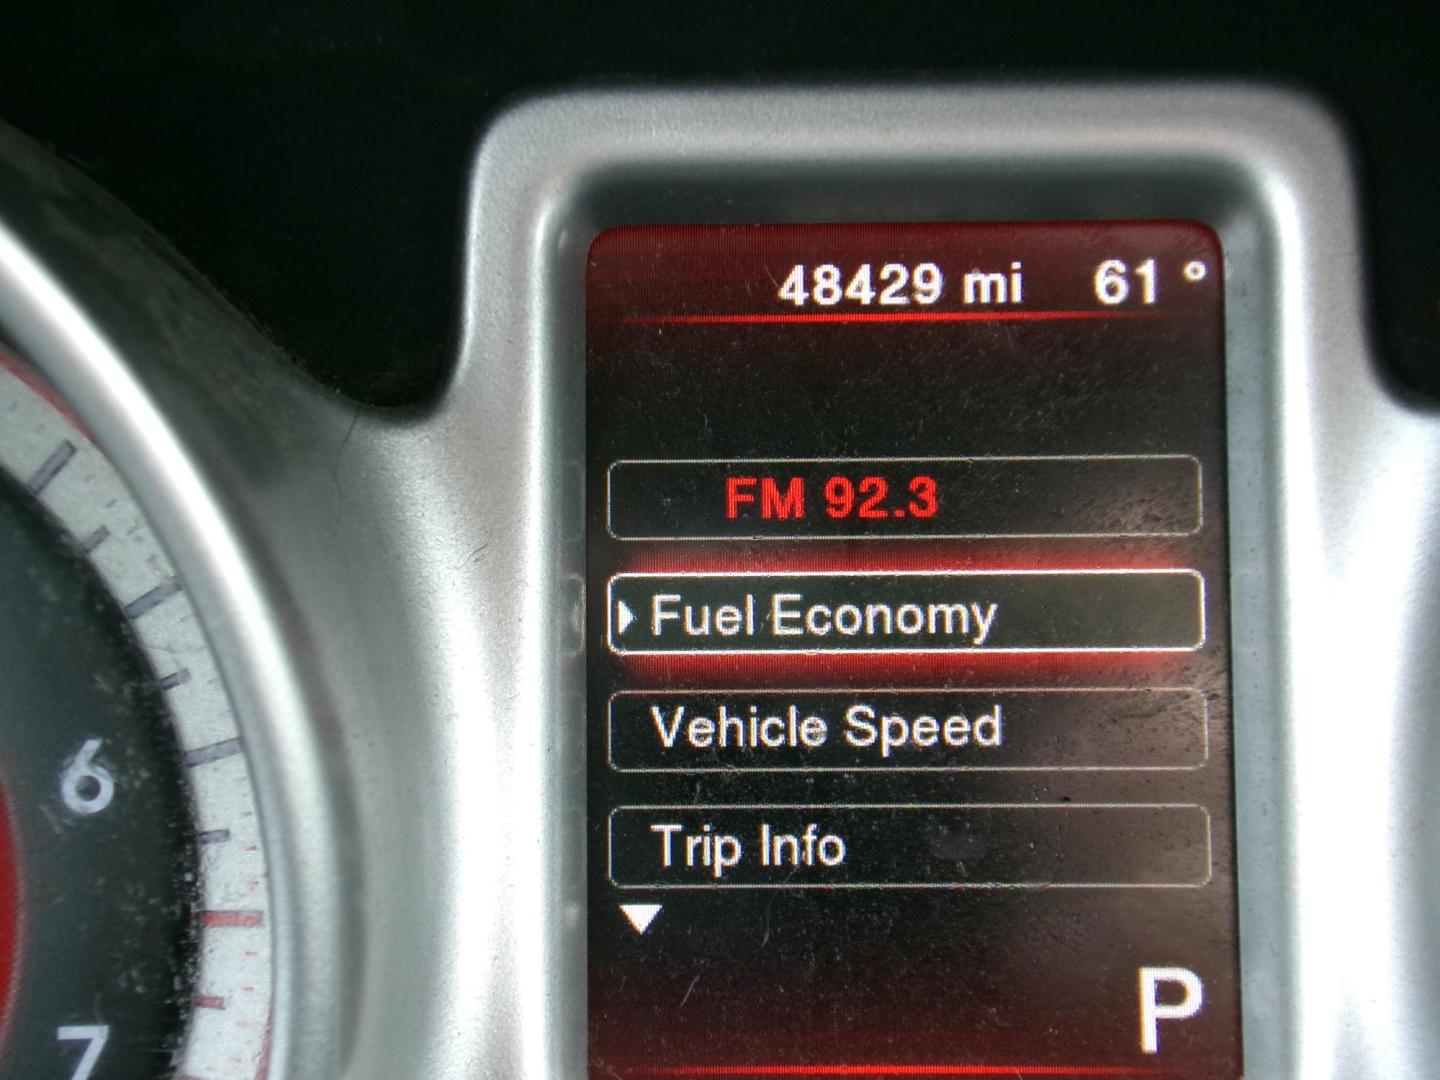 48429 mi 61°
FM 92.3
Fuel Economy
Vehicle Speed
Trip Info
P
6
7